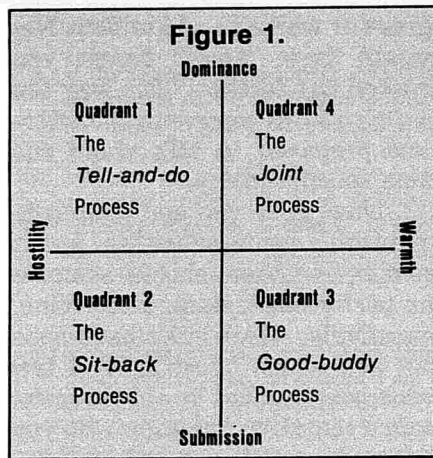 Figure 1.
Dominance
Quadrant 1
The
Tell-and-do
Process
Quadrant 4
The
Joint
Process
Hostility
Warmth
Quadrant 2
The
Sit-back
Process
Quadrant 3
The
Good-buddy
Process
Submission